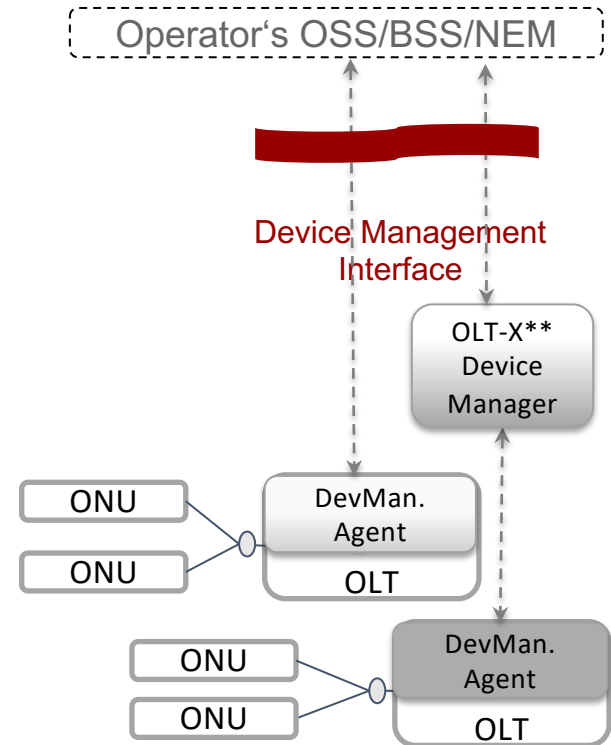 Operator‘s OSS/BSS/NEM
Device Management
Interface
OLT-X**
Device
Manager
ONU
ONU
DevMan.
Agent
OLT
ONU
ONU
DevMan.
Agent
OLT